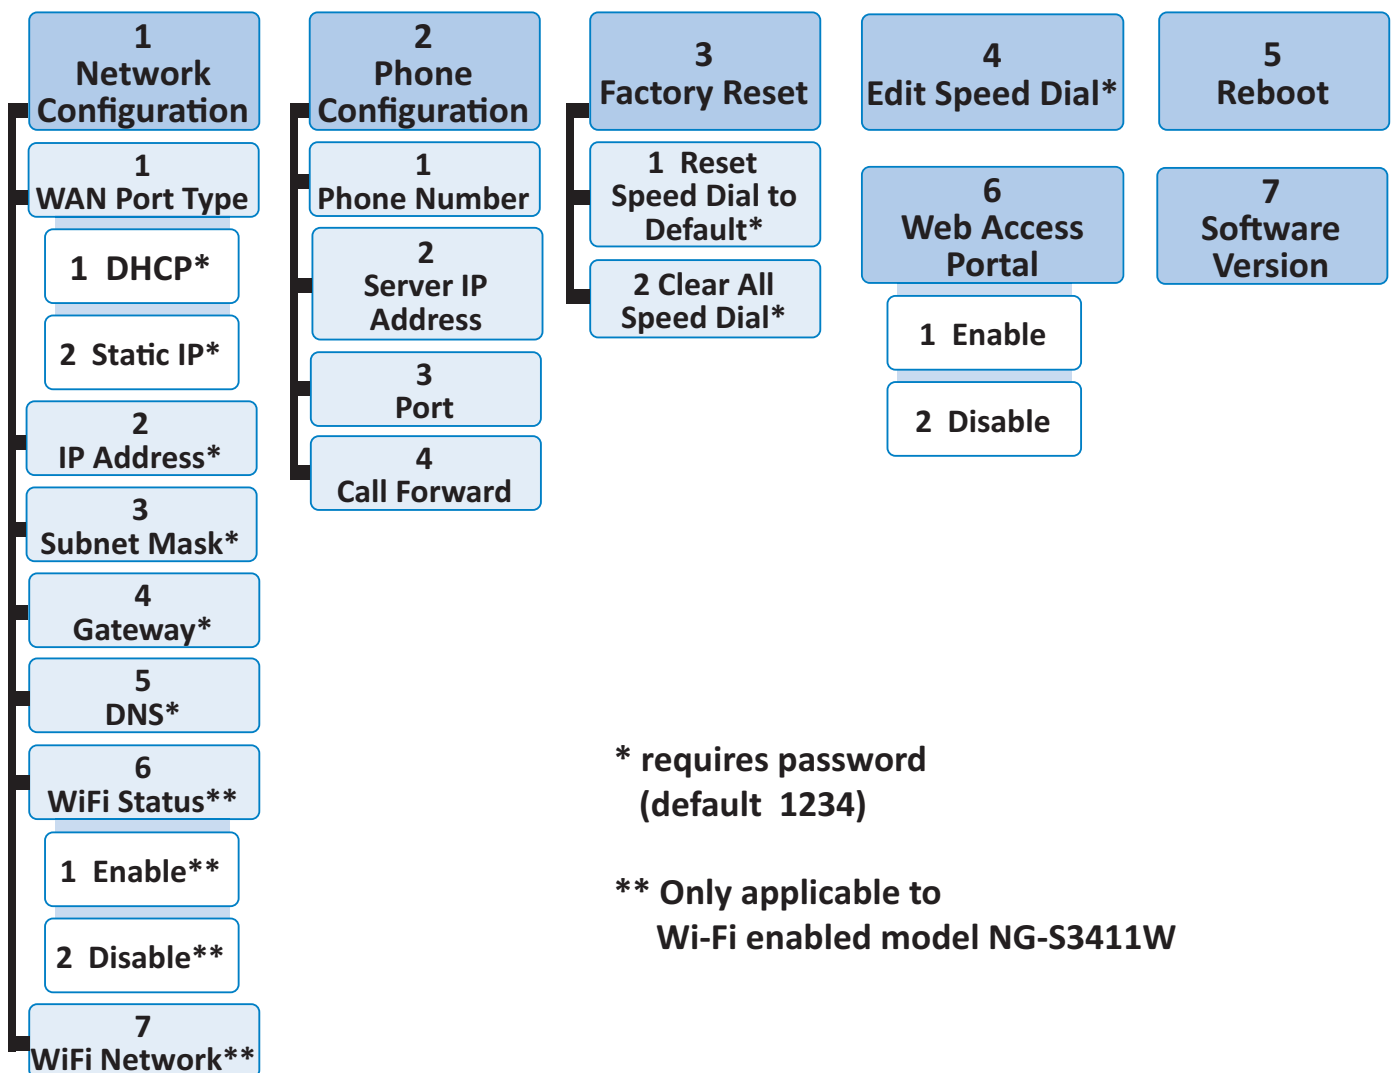 1
Network
Configuration
1
WAN Port Type
1 DHCP*
2 Static IP*
2
IP Address*
3
Subnet Mask*
4
Gateway*
5
DNS*
6
WiFi Status**
1 Enable**
2 Disable**
7
WiFi Network**
2
Phone
Configuration
1
Phone Number
2
Server IP
Address
3
Port
4
Call Forward
3
Factory Reset
1 Reset
Speed Dial to
Default*
2 Clear All
Speed Dial*
4
Edit Speed Dial*
5
Reboot
6
Web Access
Portal
1 Enable
2 Disable
7
Software
Version
* requires password
(default 1234)
** Only applicable to
Wi-Fi enabled model NG-S3411W